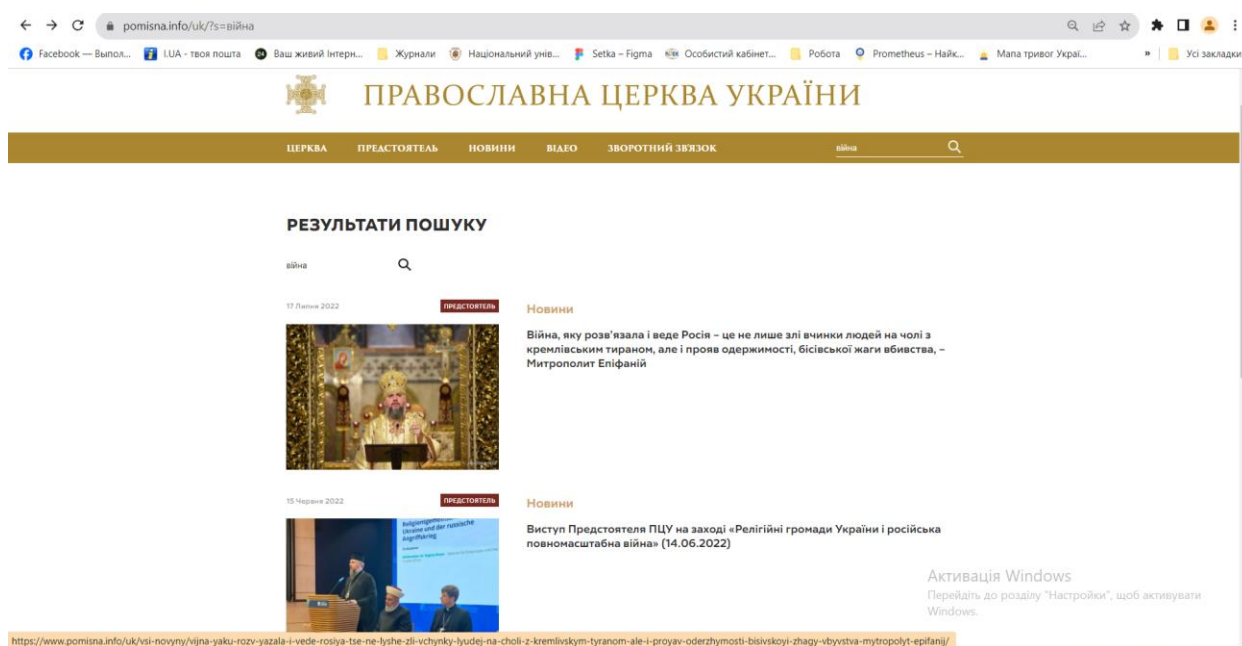 pomisna.info/uk/?s=війна
Facebook — Выпол... I.UA - твоя пошта Ваш живий Інтерн... Журнали Національний унів... Setka – Figma Особистий кабінет... Робота Prometheus – Найк... Мапа тривог Украї... » Усі закладки
ПРАВОСЛАВНА ЦЕРКВА УКРАЇНИ
ЦЕРКВА ПРЕДСТОЯТЕЛЬ НОВИНИ ВІДЕО ЗВОРОТНИЙ ЗВ'ЯЗОК війна
РЕЗУЛЬТАТИ ПОШУКУ
війна
17 Липня 2022 ПРЕДСТОЯТЕЛЬ
Новини
Війна, яку розв'язала і веде Росія – це не лише злі вчинки людей на чолі з
кремлівським тираном, але і прояв одержимості, бісівської жаги вбивства, –
Митрополит Епіфаній
15 Червня 2022 ПРЕДСТОЯТЕЛЬ
Religionsgemein
Ukraine und der russische
Angriffskrieg
Новини
Виступ Предстоятеля ПЦУ на заході «Релігійні громади України і російська
повномасштабна війна» (14.06.2022)
Активація Windows
Перейдіть до розділу "Настройки", щоб активувати
Windows.
https://www.pomisna.info/uk/vsi-novyny/vijna-yaku-rozv-yazala-i-vede-rosiya-tse-ne-lyshe-zli-vchynky-lyudej-na-choli-z-kremlivskym-tyranom-ale-i-proyav-oderzhymosti-bisivskoyi-zhagy-vbyvstva-mytropolyt-epifanij/